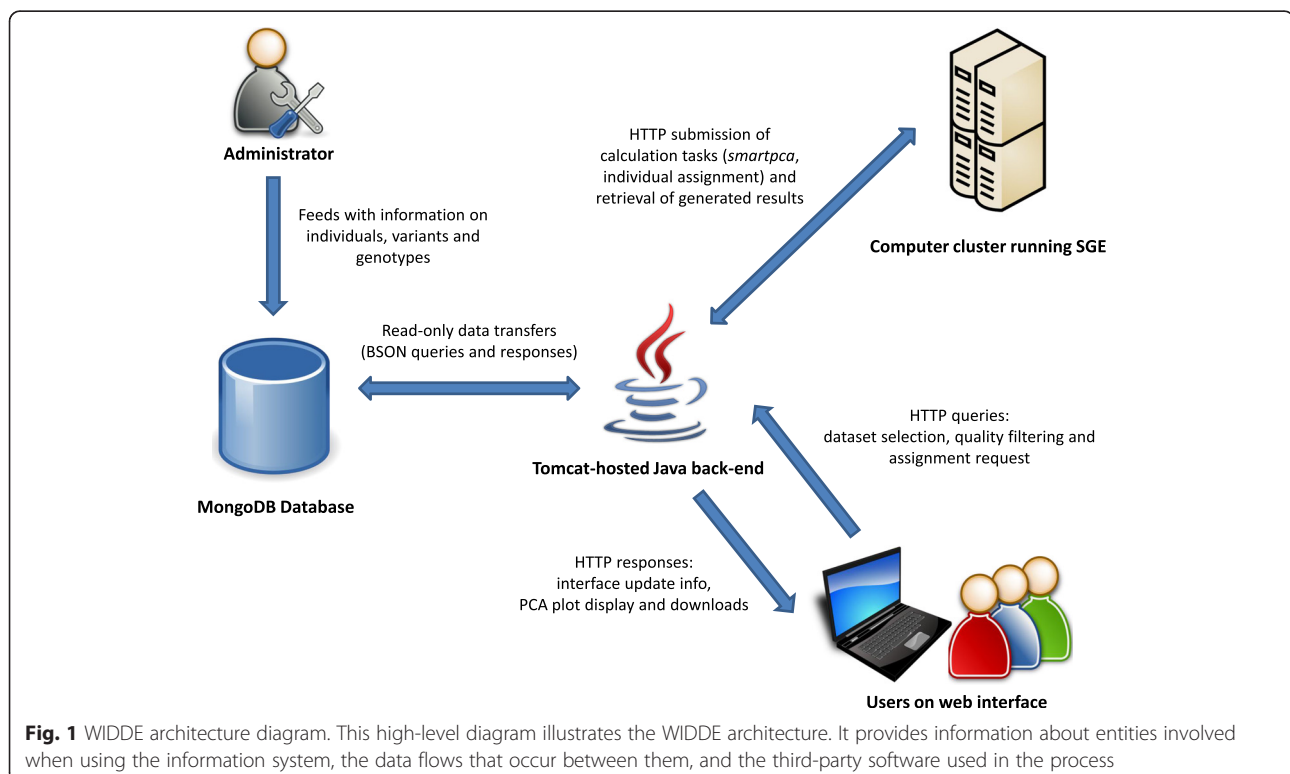 Administrator
Feeds with information on
individuals, variants and
genotypes
MongoDB Database
Read-only data transfers
(BSON queries and responses)
HTTP submission of
calculation tasks (smartpca,
individual assignment) and
retrieval of generated results
Computer cluster running SGE
Tomcat-hosted Java back-end
HTTP queries:
dataset selection, quality filtering and
assignment request
HTTP responses:
interface update info,
PCA plot display and downloads
Users on web interface
Fig. 1 WIDDE architecture diagram. This high-level diagram illustrates the WIDDE architecture. It provides information about entities involved
when using the information system, the data flows that occur between them, and the third-party software used in the process